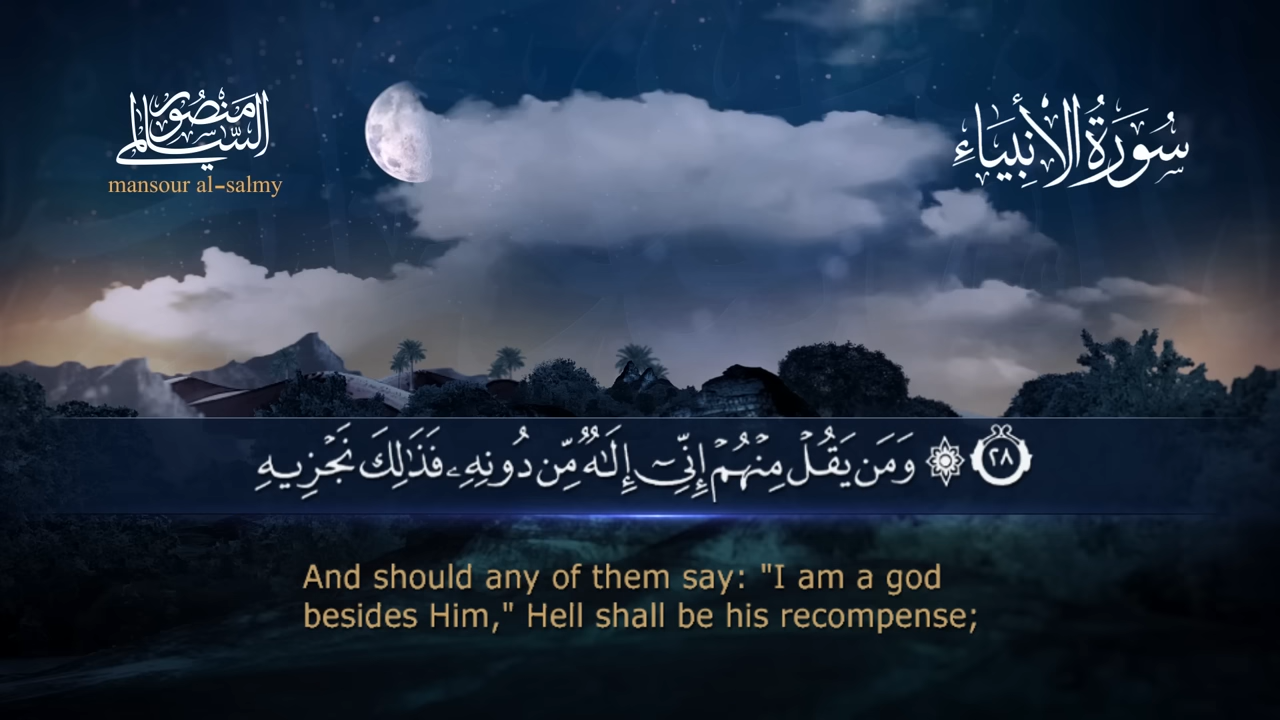 منصور السالمي
mansour al-salmy
سُورَةُ الأَنبِيَاءِ
٢٨ ۞ وَمَن يَقُلْ مِنْهُمْ إِنِّىٓ إِلَٰهٌ مِّن دُونِهِۦ فَذَٰلِكَ نَجْزِيهِ
And should any of them say: "I am a god
besides Him," Hell shall be his recompense;